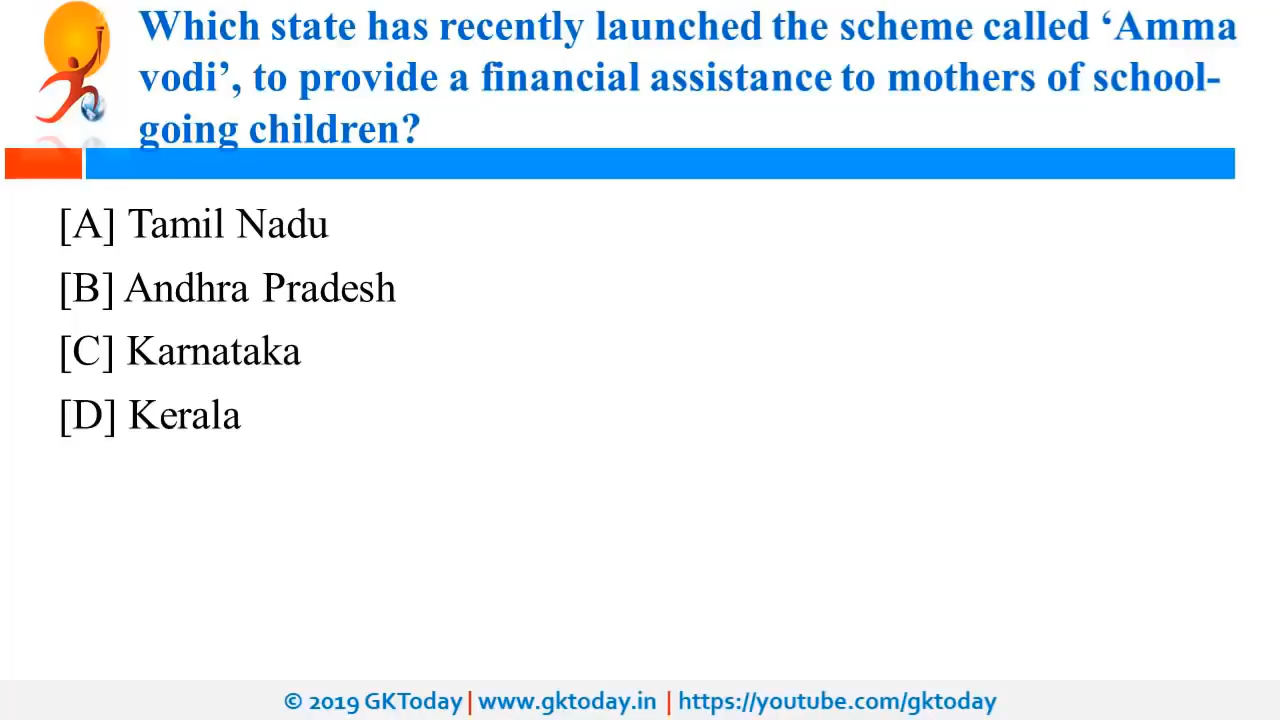 Which state has recently launched the scheme called ‘Amma
vodi’, to provide a financial assistance to mothers of school-
going children?
[A] Tamil Nadu
[B] Andhra Pradesh
[C] Karnataka
[D] Kerala
© 2019 GKToday | www.gktoday.in | https://youtube.com/gktoday